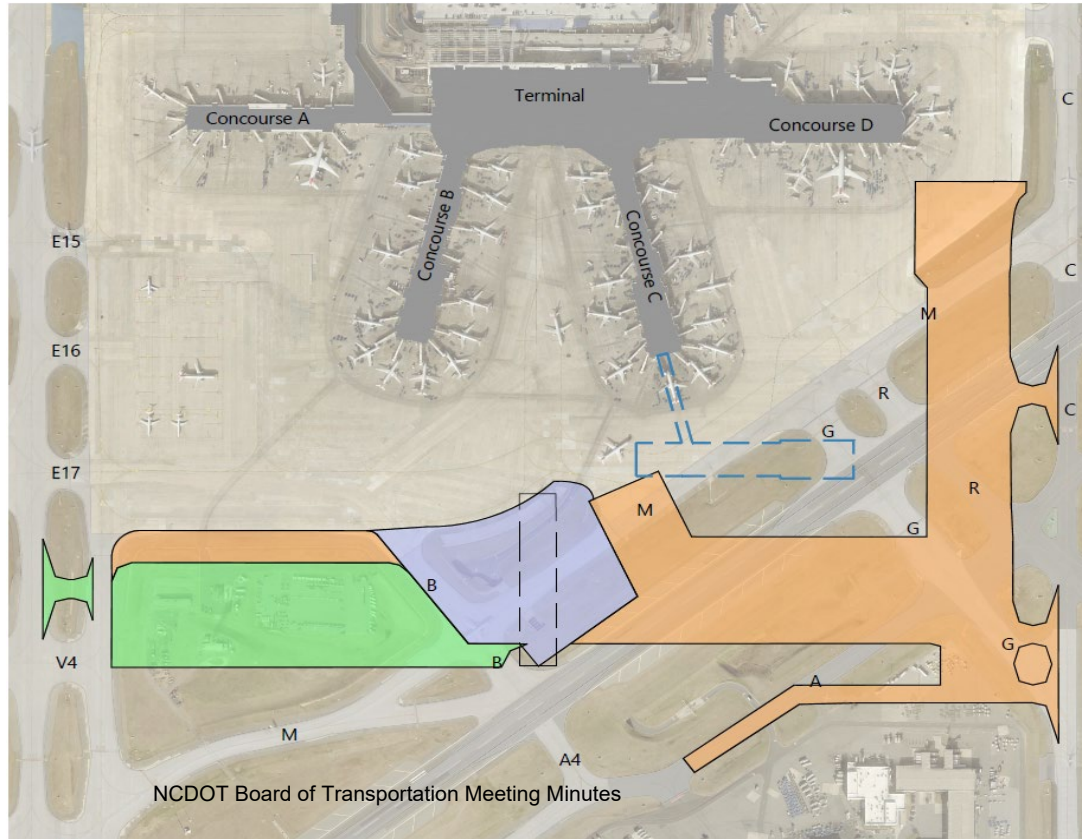 Terminal
C
Concourse A
Concourse D
Concourse B
Concourse C
E15
C
M
E16
R
C
G
E17
R
M
G
B
G
B
V4
A
M
A4
NCDOT Board of Transportation Meeting Minutes